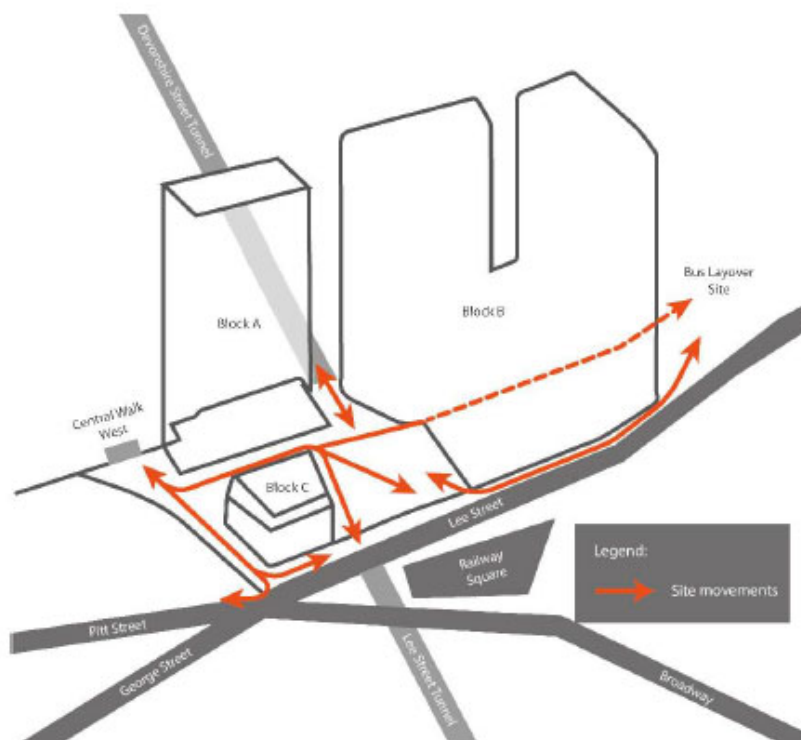 Devonshire Street Tunnel
Block A
Block B
Bus Layover
Site
Central Walk
West
Block C
Lee Street
Railway
Square
Legend:
Site movements
Pitt Street
George Street
Lee Street Tunnel
Broadway